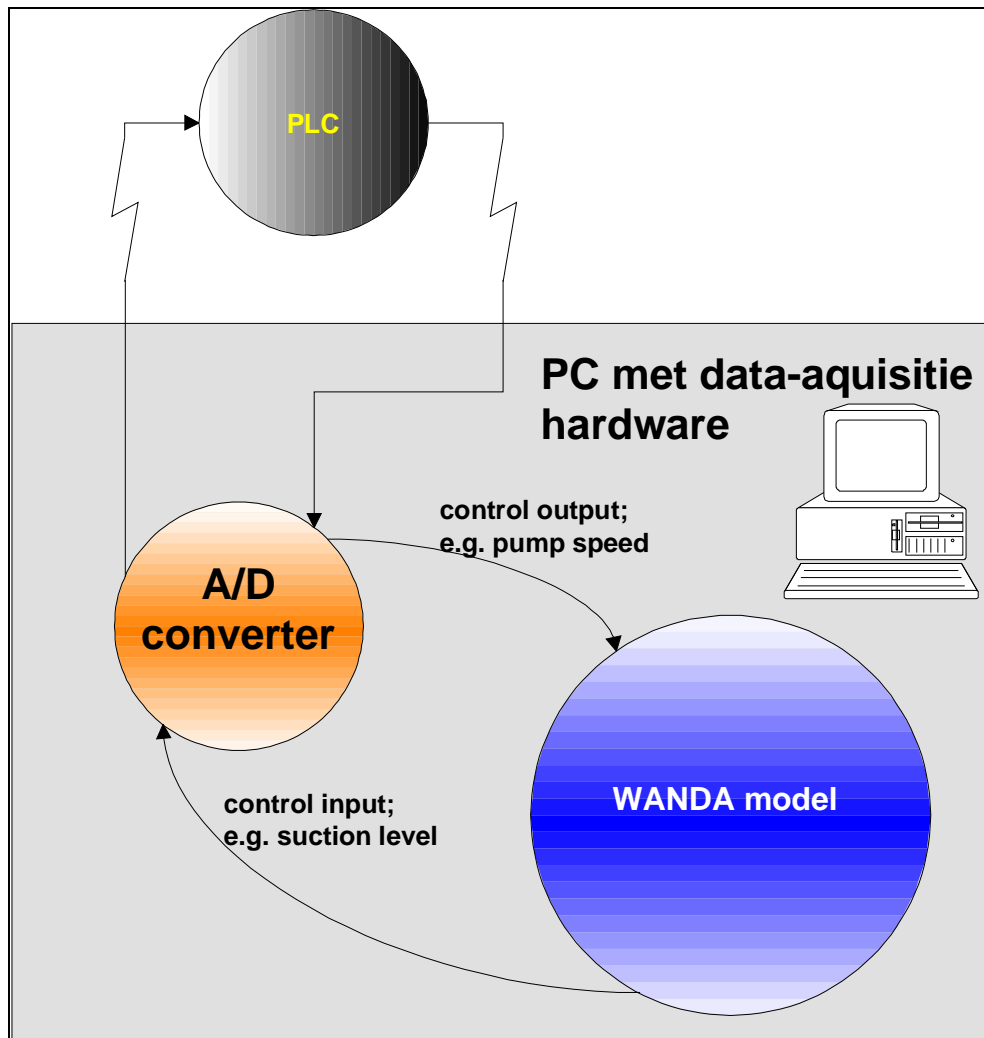 PLC
PC met data-aquisitie
hardware
control output;
e.g. pump speed
A/D
converter
WANDA model
control input;
e.g. suction level